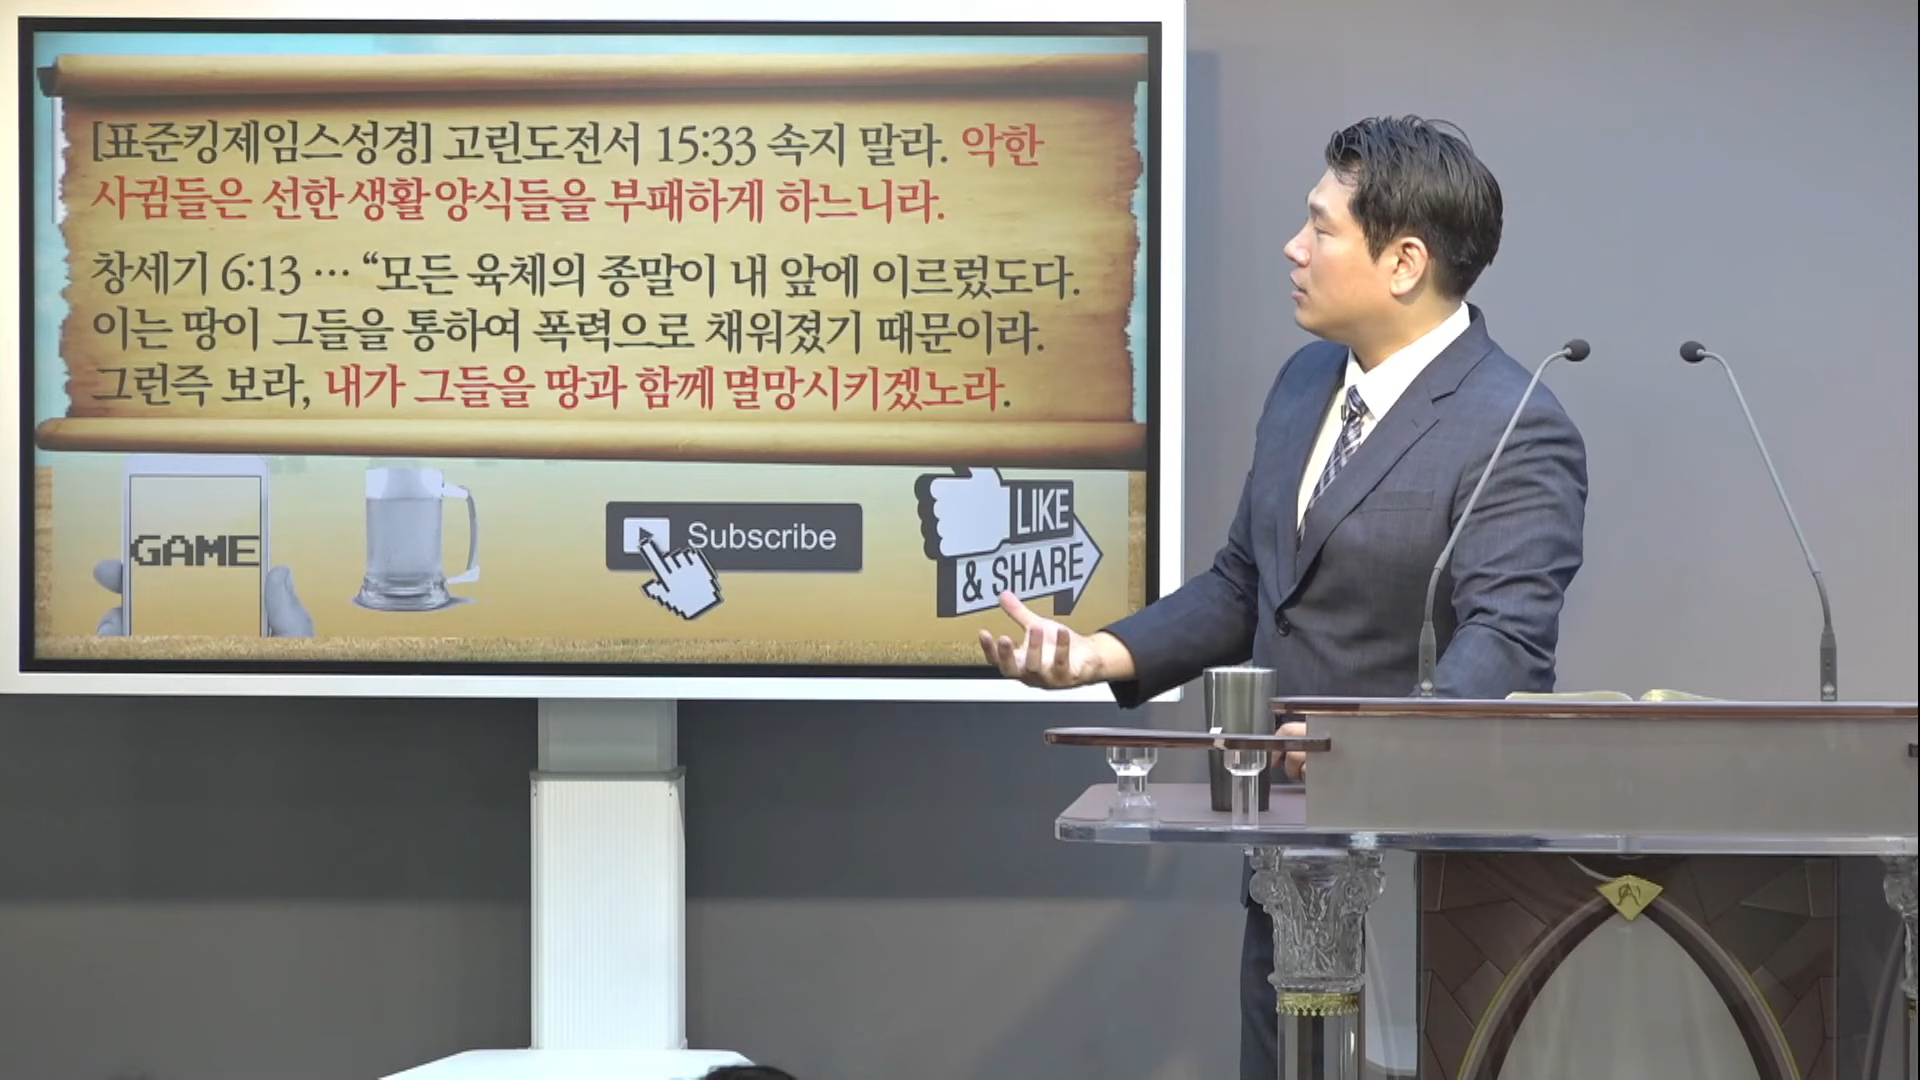 [표준킹제임스성경] 고린도전서 15:33 속지 말라. 악한
사귐들은 선한 생활 양식들을 부패하게 하느니라.
창세기 6:13 … “모든 육체의 종말이 내 앞에 이르렀도다.
이는 땅이 그들을 통하여 폭력으로 채워졌기 때문이라.
그런즉 보라, 내가 그들을 땅과 함께 멸망시키겠노라.
GAME
Subscribe
LIKE
& SHARE